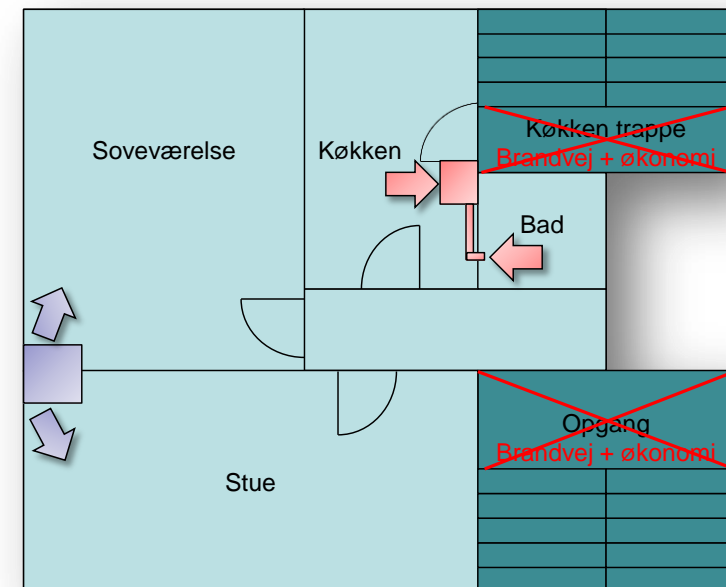 Køkken trappe
Brandvej + økonomi
Soveværelse
Køkken
Bad
Opgang
Brandvej + økonomi
Stue